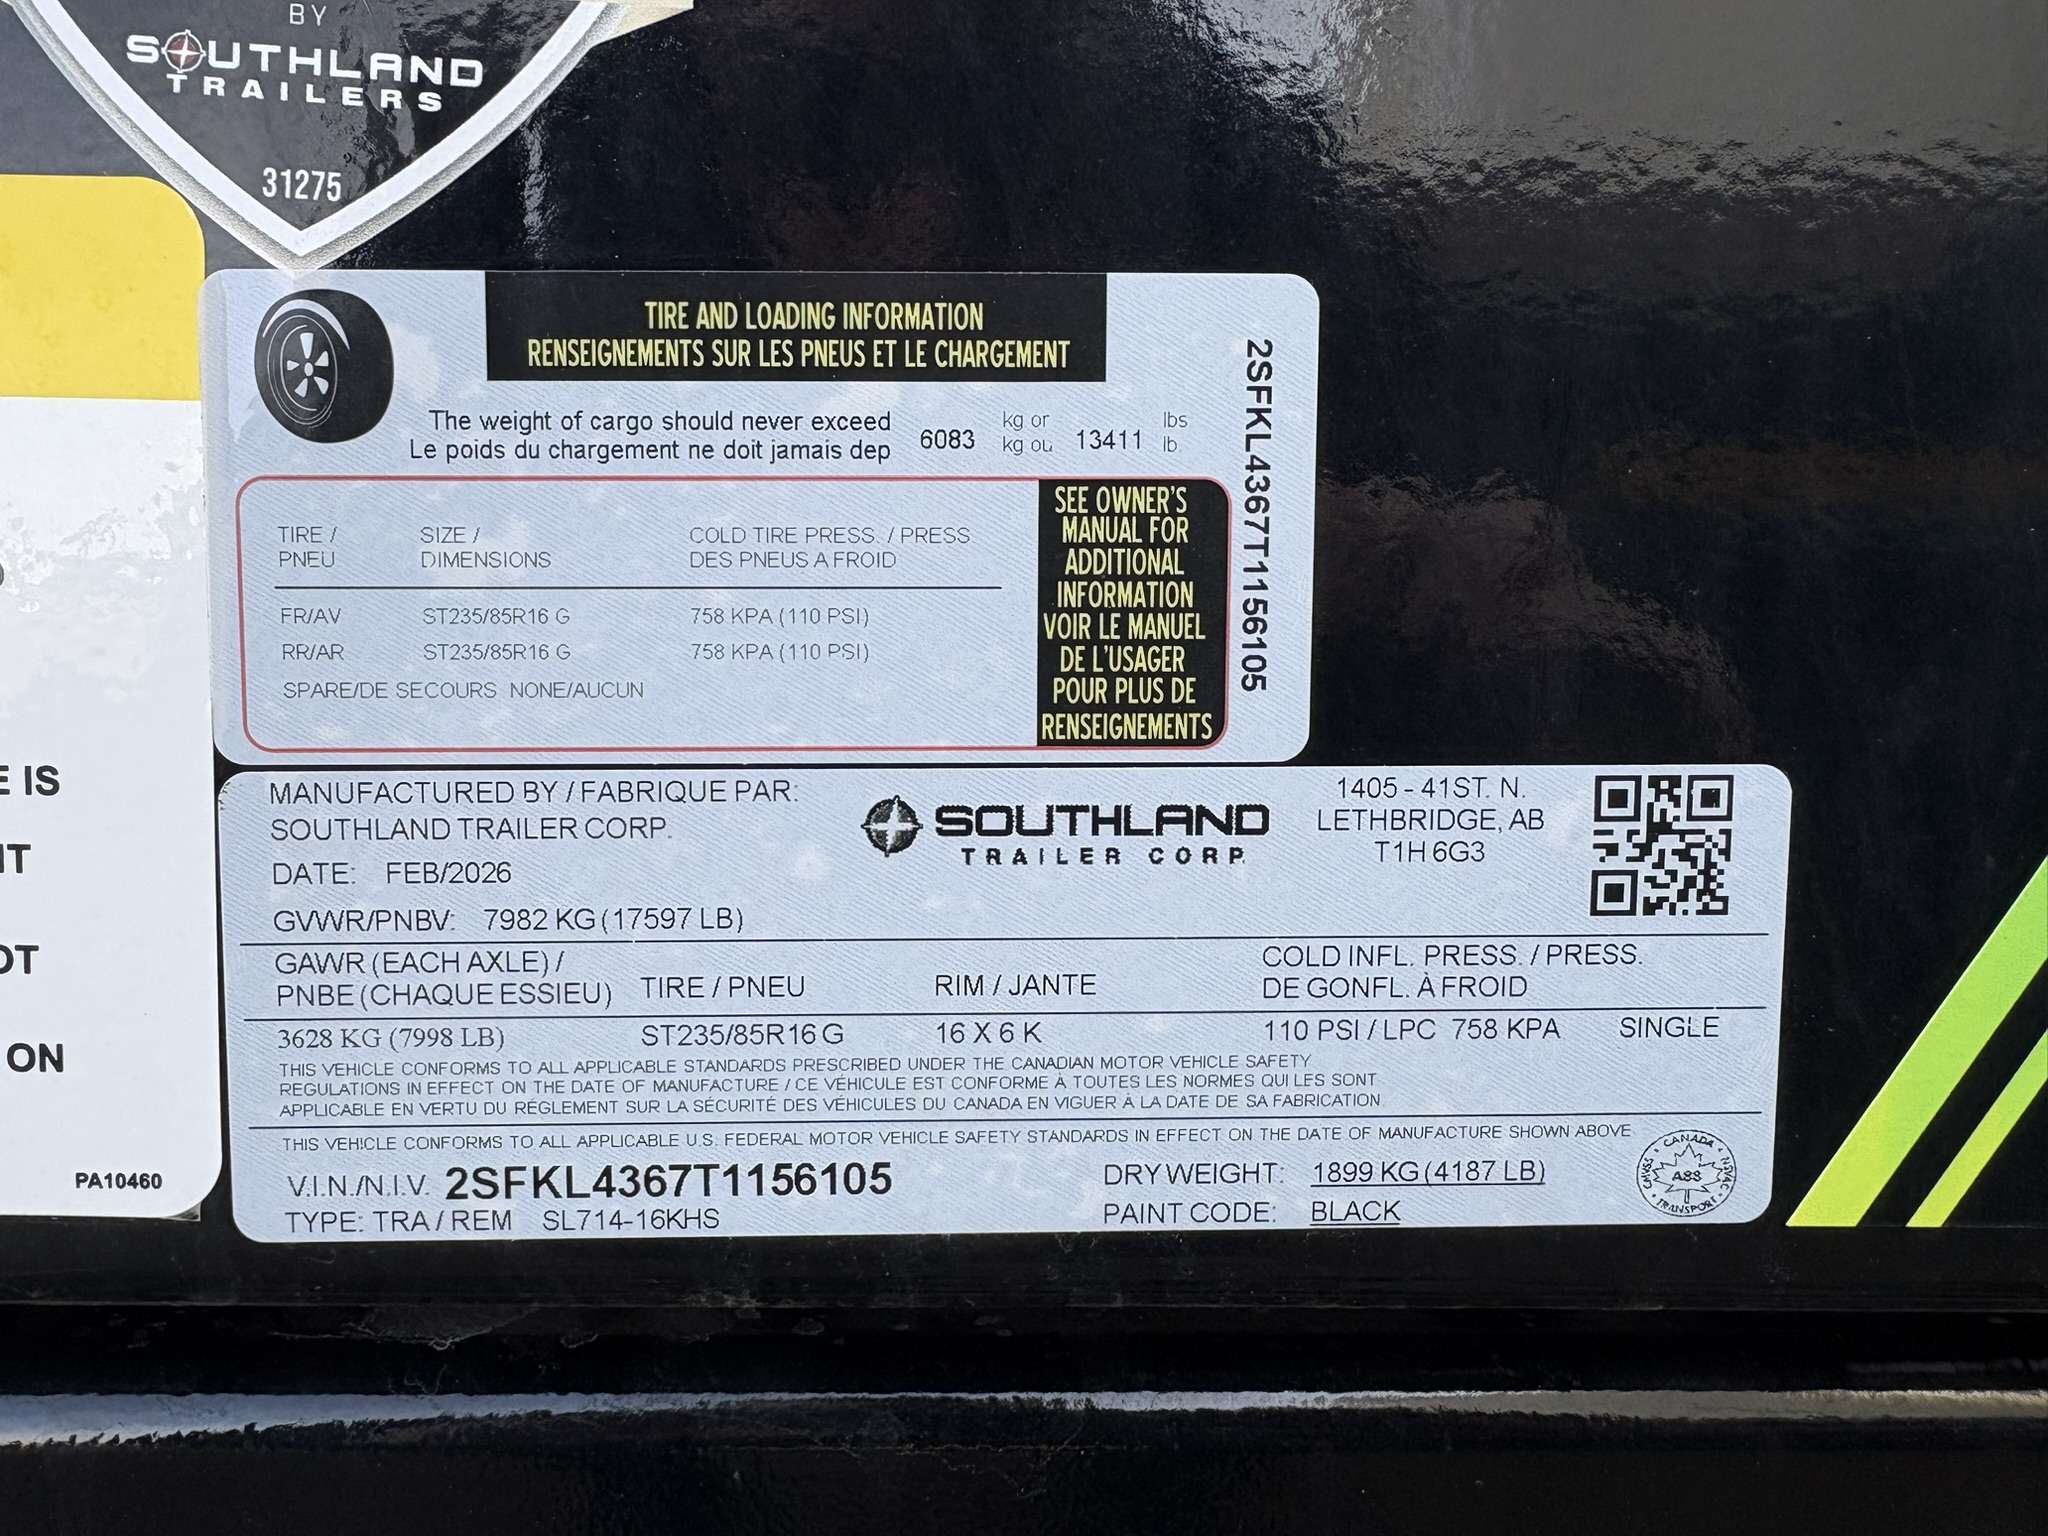 BY
SOUTHLAND
TRAILERS
31275
E IS
OT
ON
PA10460
TIRE AND LOADING INFORMATION
RENSEIGNEMENTS SUR LES PNEUS ET LE CHARGEMENT
The weight of cargo should never exceed
Le poids du chargement ne doit jamais dep
6083 kg or 13411 lbs
kg ou lb
TIRE / SIZE / COLD TIRE PRESS. / PRESS
PNEU DIMENSIONS DES PNEUS A FROID
FR/AV ST235/85R16 G 758 KPA (110 PSI)
RR/AR ST235/85R16 G 758 KPA (110 PSI)
SPARE/DE SECOURS NONE/AUCUN
SEE OWNER'S
MANUAL FOR
ADDITIONAL
INFORMATION
VOIR LE MANUEL
DE L'USAGER
POUR PLUS DE
RENSEIGNEMENTS
2SFKL4367T1156105
MANUFACTURED BY / FABRIQUE PAR:
SOUTHLAND TRAILER CORP.
DATE: FEB/2026
GVWR/PNBV: 7982 KG (17597 LB)
SOUTHLAND
TRAILER CORP.
1405 - 41ST. N.
LETHBRIDGE, AB
T1H 6G3
GAWR (EACH AXLE) / TIRE / PNEU RIM / JANTE COLD INFL. PRESS. / PRESS.
PNBE (CHAQUE ESSIEU) DE GONFL. À FROID
3628 KG (7998 LB) ST235/85R16 G 16 X 6 K 110 PSI / LPC 758 KPA SINGLE
THIS VEHICLE CONFORMS TO ALL APPLICABLE STANDARDS PRESCRIBED UNDER THE CANADIAN MOTOR VEHICLE SAFETY
REGULATIONS IN EFFECT ON THE DATE OF MANUFACTURE / CE VÉHICULE EST CONFORME À TOUTES LES NORMES QUI LES SONT
APPLICABLE EN VERTU DU RÉGLEMENT SUR LA SÉCURITÉ DES VÉHICULES DU CANADA EN VIGUER À LA DATE DE SA FABRICATION.
THIS VEHICLE CONFORMS TO ALL APPLICABLE U.S. FEDERAL MOTOR VEHICLE SAFETY STANDARDS IN EFFECT ON THE DATE OF MANUFACTURE SHOWN ABOVE
V.I.N./N.I.V. 2SFKL4367T1156105 DRY WEIGHT: 1899 KG (4187 LB)
TYPE: TRA / REM SL714-16KHS PAINT CODE: BLACK
CANADA
CMVSS
A88
NSVAC
TRANSPORT